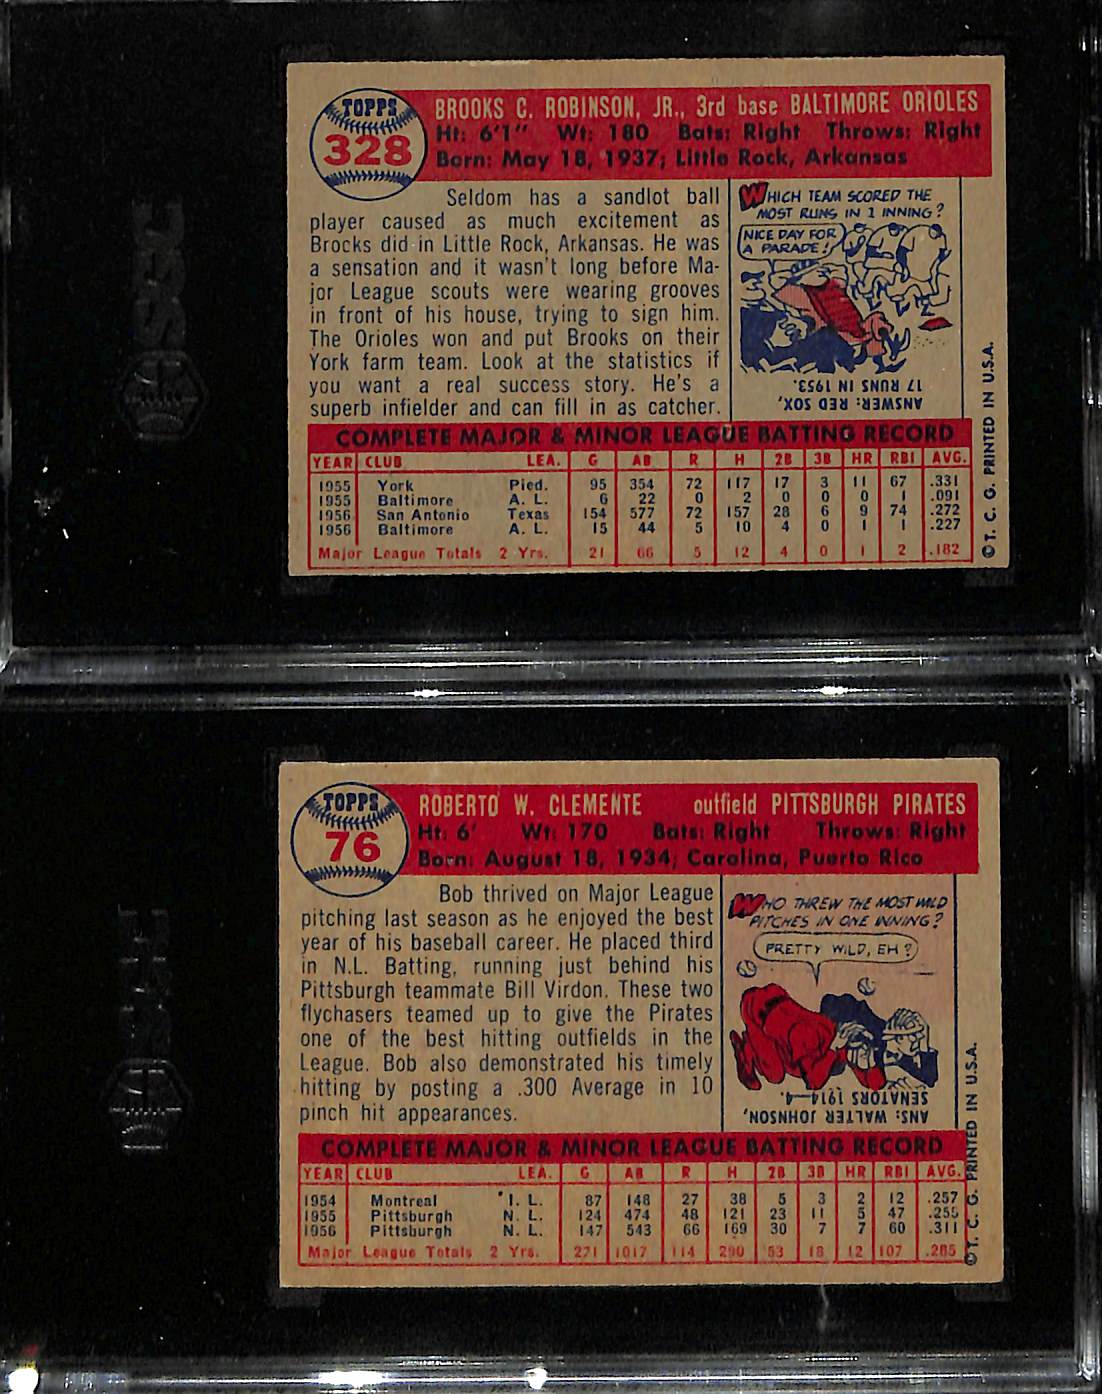 TOPPS
328
BROOKS C. ROBINSON, JR., 3rd base BALTIMORE ORIOLES
Ht: 6'1" Wt: 180 Bats: Right Throws: Right
Born: May 18, 1937; Little Rock, Arkansas
Seldom has a sandlot ball
player caused as much excitement as
Brooks did in Little Rock, Arkansas. He was
a sensation and it wasn't long before Ma-
jor League scouts were wearing grooves
in front of his house, trying to sign him.
The Orioles won and put Brooks on their
York farm team. Look at the statistics if
you want a real success story. He's a
superb infielder and can fill in as catcher.
WHICH TEAM SCORED THE
MOST RUNS IN 1 INNING?
NICE DAY FOR
A PARADE!
ANSWER: RED SOX,
17 RUNS IN 1953.
COMPLETE MAJOR & MINOR LEAGUE BATTING RECORD
YEAR CLUB LEA. G AB R H 2B 3B HR RBI AVG.
1955 York Pied. 95 354 72 117 17 3 11 67 .331
1955 Baltimore A. L. 6 22 0 2 0 0 0 1 .091
1956 San Antonio Texas 154 577 72 157 28 6 9 74 .272
1956 Baltimore A. L. 15 44 5 10 4 0 1 1 .227
Major League Totals 2 Yrs. 21 66 5 12 4 0 1 2 .182
©T. C. G. PRINTED IN U.S.A.
SGC
TOPPS
76
ROBERTO W. CLEMENTE outfield PITTSBURGH PIRATES
Ht: 6' Wt: 170 Bats: Right Throws: Right
Born: August 18, 1934; Carolina, Puerto Rico
Bob thrived on Major League
pitching last season as he enjoyed the best
year of his baseball career. He placed third
in N.L. Batting, running just behind his
Pittsburgh teammate Bill Virdon. These two
flychasers teamed up to give the Pirates
one of the best hitting outfields in the
League. Bob also demonstrated his timely
hitting by posting a .300 Average in 10
pinch hit appearances.
WHO THREW THE MOST WILD
PITCHES IN ONE INNING?
PRETTY WILD, EH?
ANS: WALTER JOHNSON,
SENATORS 1914—4.
COMPLETE MAJOR & MINOR LEAGUE BATTING RECORD
YEAR CLUB LEA. G AB R H 2B 3B HR RBI AVG.
1954 Montreal I. L. 87 148 27 38 5 3 2 12 .257
1955 Pittsburgh N. L. 124 474 48 121 23 11 5 47 .255
1956 Pittsburgh N. L. 147 543 66 169 30 7 7 60 .311
Major League Totals 2 Yrs. 271 1017 114 290 53 18 12 107 .285
©T. C. G. PRINTED IN U.S.A.